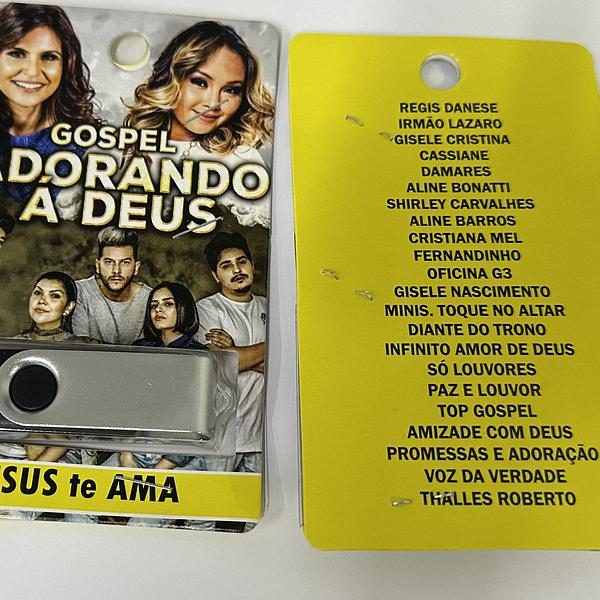 GOSPEL
ADORANDO
Á DEUS
SUS te AMA
REGIS DANESE
IRMÃO LAZARO
GISELE CRISTINA
CASSIANE
DAMARES
ALINE BONATTI
SHIRLEY CARVALHES
ALINE BARROS
CRISTIANA MEL
FERNANDINHO
OFICINA G3
GISELE NASCIMENTO
MINIS. TOQUE NO ALTAR
DIANTE DO TRONO
INFINITO AMOR DE DEUS
SÓ LOUVORES
PAZ E LOUVOR
TOP GOSPEL
AMIZADE COM DEUS
PROMESSAS E ADORAÇÃO
VOZ DA VERDADE
THALLES ROBERTO